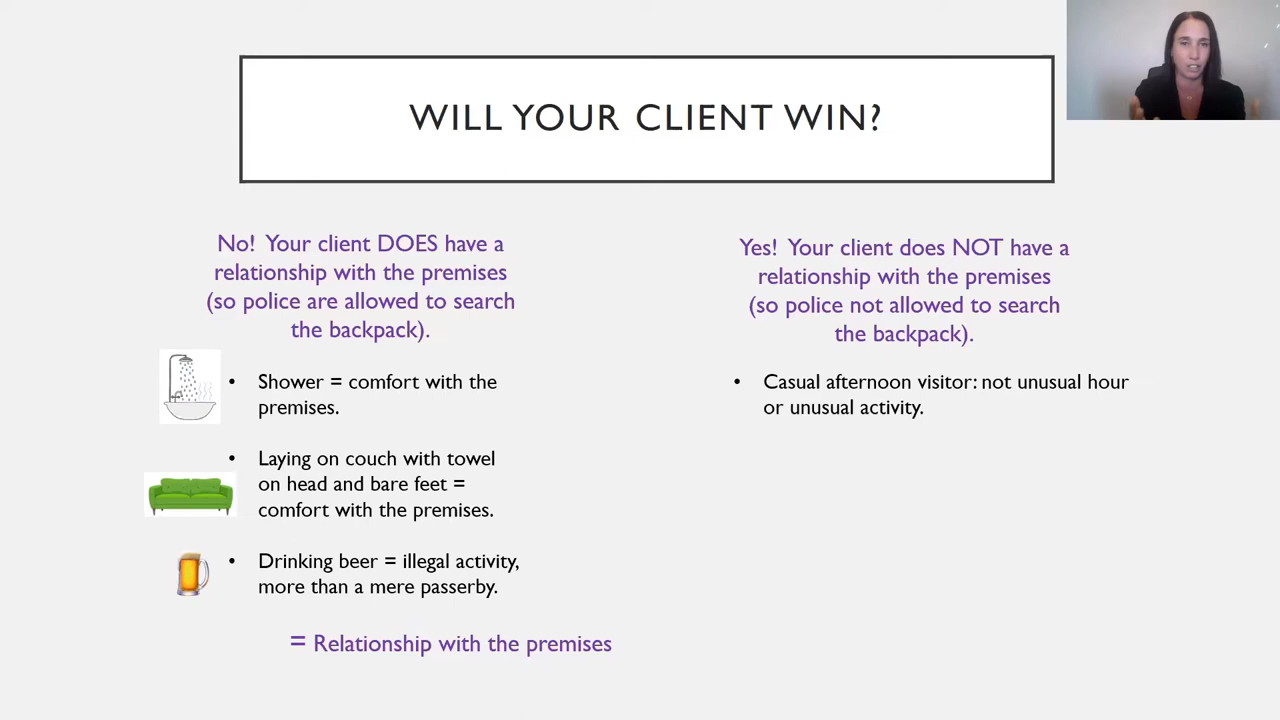 WILL YOUR CLIENT WIN?
No! Your client DOES have a
relationship with the premises
(so police are allowed to search
the backpack).
• Shower = comfort with the
premises.
• Laying on couch with towel
on head and bare feet =
comfort with the premises.
• Drinking beer = illegal activity,
more than a mere passerby.
= Relationship with the premises
Yes! Your client does NOT have a
relationship with the premises
(so police not allowed to search
the backpack).
• Casual afternoon visitor: not unusual hour
or unusual activity.